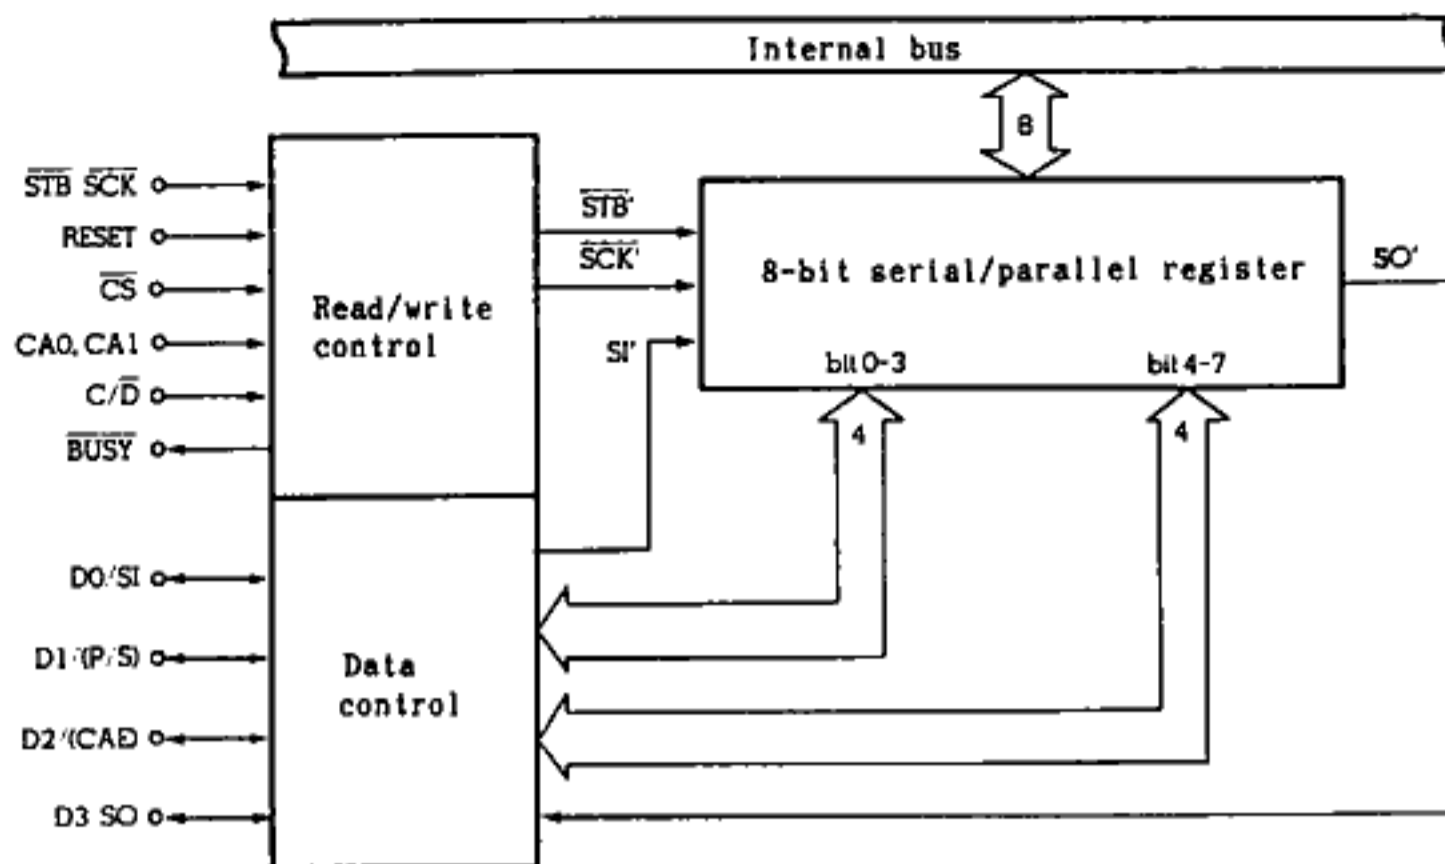 Internal bus
8
STB SCK
RESET
CS
CA0, CA1
C/D
BUSY
Read/write
control
STB'
SCK'
SI'
8-bit serial/parallel register
bit 0-3
bit 4-7
SO'
4
4
D0/SI
D1/(P/S)
D2/(CAE)
D3 SO
Data
control